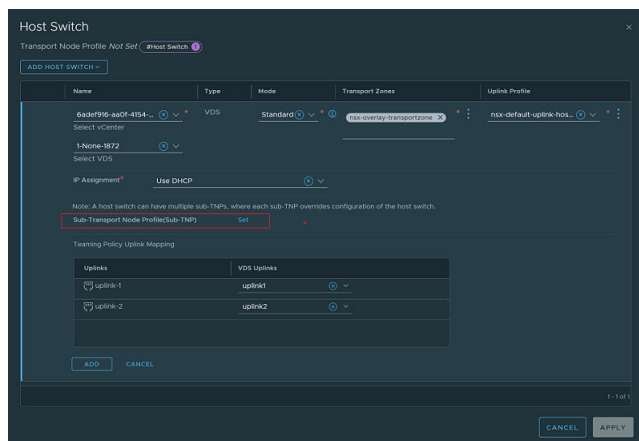 Host Switch
Transport Node Profile Not Set #Host Switch 1
ADD HOST SWITCH
Name Type Mode Transport Zones Uplink Profile
6adef916-aa0f-4154-... * VDS Standard * nsx-overlay-transportzone * nsx-default-uplink-hos... *
Select vCenter
1-None-1872
Select VDS
IP Assignment* Use DHCP
Note: A host switch can have multiple sub-TNPs, where each sub-TNP overrides configuration of the host switch.
Sub-Transport Node Profile(Sub-TNP) Set
Teaming Policy Uplink Mapping
Uplinks VDS Uplinks
uplink-1 uplink1
uplink-2 uplink2
ADD CANCEL
1 - 1 of 1
CANCEL APPLY